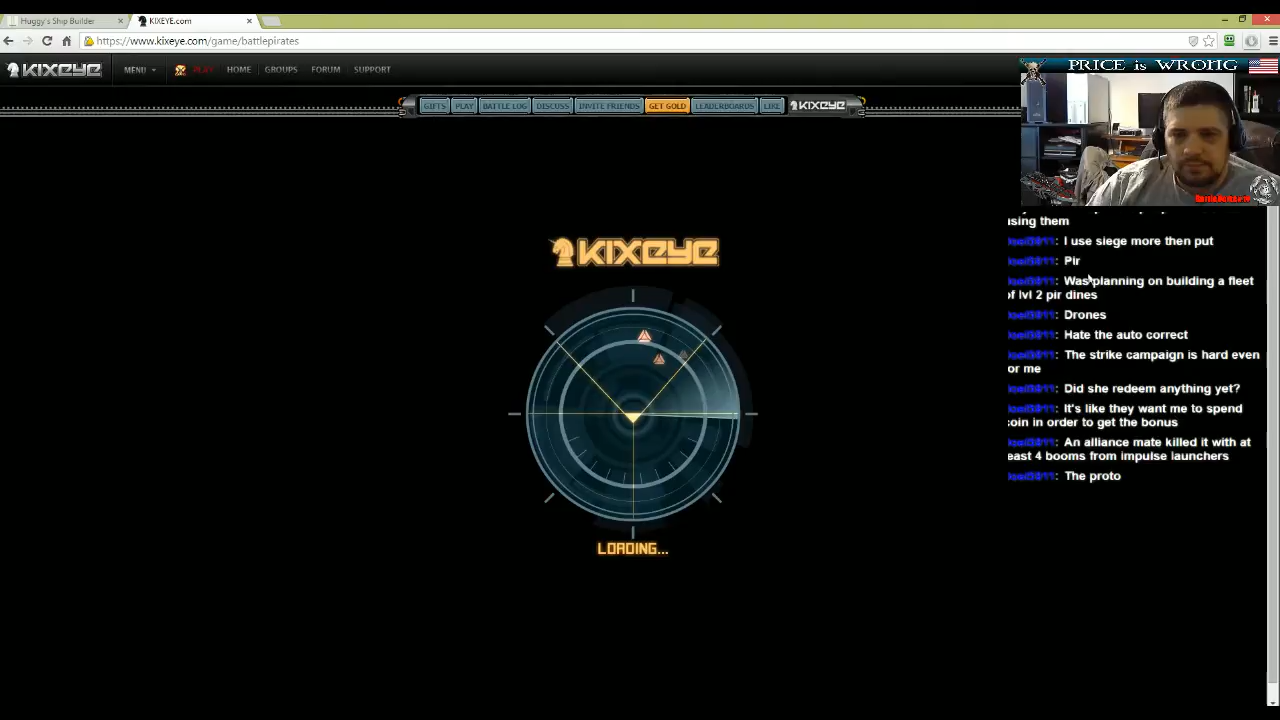 Huggy's Ship Builder
KIXEYE.com
https://www.kixeye.com/game/battlepirates
KIXEYE
MENU
PLAY
HOME
GROUPS
FORUM
SUPPORT
GIFTS
PLAY
BATTLE LOG
DISCUSS
INVITE FRIENDS
GET GOLD
LEADERBOARDS
LIKE
KIXEYE
PRICE is WRONG
KIXEYE
LOADING...
using them
I use siege more then put
Pir
Was planning on building a fleet
of lvl 2 pir dines
Drones
Hate the auto correct
The strike campaign is hard even
or me
Did she redeem anything yet?
It's like they want me to spend
coin in order to get the bonus
An alliance mate killed it with at
east 4 booms from impulse launchers
The proto